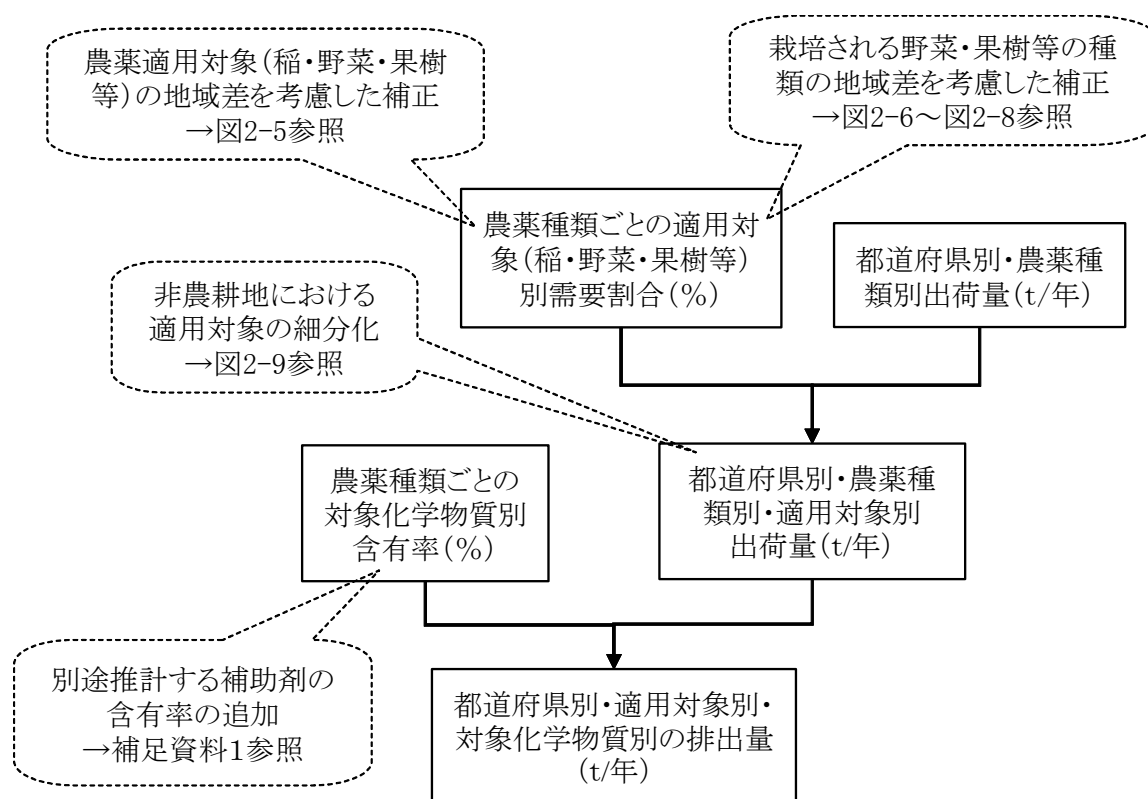 農薬適用対象(稲・野菜・果樹
等)の地域差を考慮した補正
→図2-5参照
栽培される野菜・果樹等の種
類の地域差を考慮した補正
→図2-6～図2-8参照
農薬種類ごとの適用対
象(稲・野菜・果樹等)
別需要割合(%)
都道府県別・農薬種
類別出荷量(t/年)
非農耕地における
適用対象の細分化
→図2-9参照
農薬種類ごとの
対象化学物質別
含有率(%)
都道府県別・農薬種
類別・適用対象別
出荷量(t/年)
別途推計する補助剤の
含有率の追加
→補足資料1参照
都道府県別・適用対象別・
対象化学物質別の排出量
(t/年)